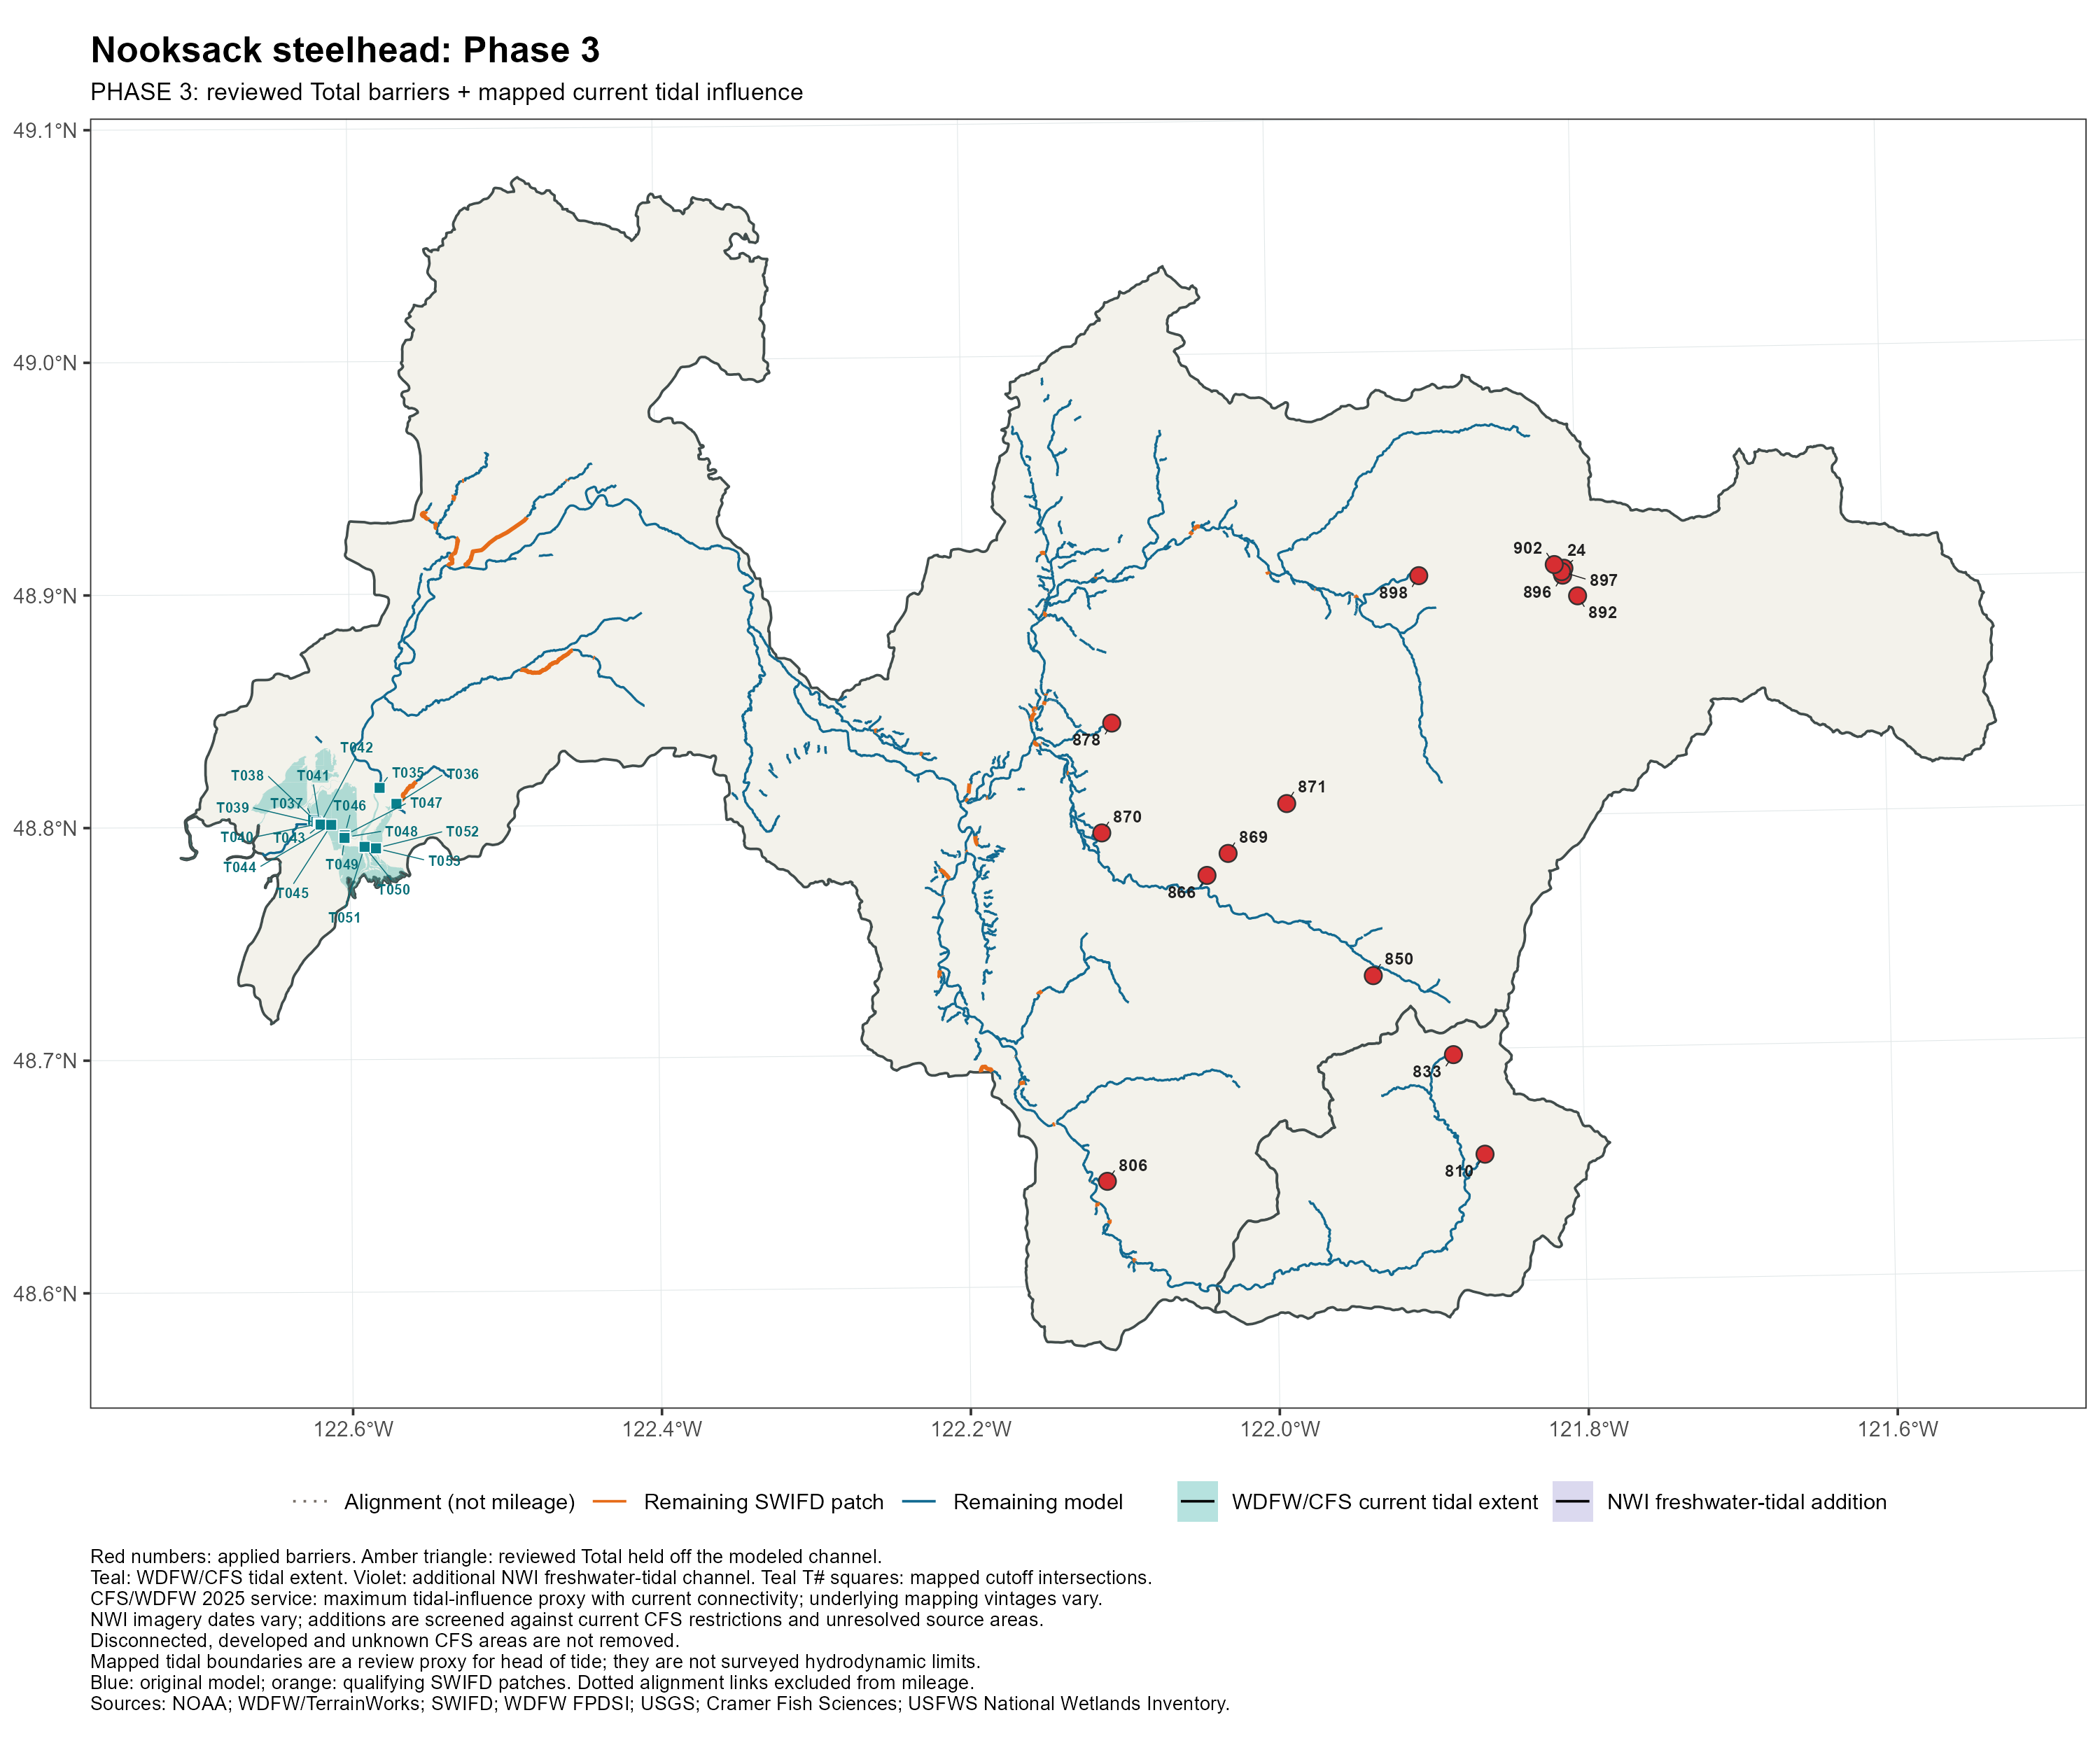 Nooksack steelhead: Phase 3
PHASE 3: reviewed Total barriers + mapped current tidal influence
49.1°N
49.0°N
48.9°N
48.8°N
48.7°N
48.6°N
902
24
897
896
892
898
878
871
870
869
866
850
833
810
806
T042
T038
T041
T035
T036
T039
T037
T046
T047
T040
T043
T048
T052
T044
T049
T053
T045
T050
T051
122.6°W
122.4°W
122.2°W
122.0°W
121.8°W
121.6°W
Alignment (not mileage)
Remaining SWIFD patch
Remaining model
WDFW/CFS current tidal extent
NWI freshwater-tidal addition
Red numbers: applied barriers. Amber triangle: reviewed Total held off the modeled channel.
Teal: WDFW/CFS tidal extent. Violet: additional NWI freshwater-tidal channel. Teal T# squares: mapped cutoff intersections.
CFS/WDFW 2025 service: maximum tidal-influence proxy with current connectivity; underlying mapping vintages vary.
NWI imagery dates vary; additions are screened against current CFS restrictions and unresolved source areas.
Disconnected, developed and unknown CFS areas are not removed.
Mapped tidal boundaries are a review proxy for head of tide; they are not surveyed hydrodynamic limits.
Blue: original model; orange: qualifying SWIFD patches. Dotted alignment links excluded from mileage.
Sources: NOAA; WDFW/TerrainWorks; SWIFD; WDFW FPDSI; USGS; Cramer Fish Sciences; USFWS National Wetlands Inventory.